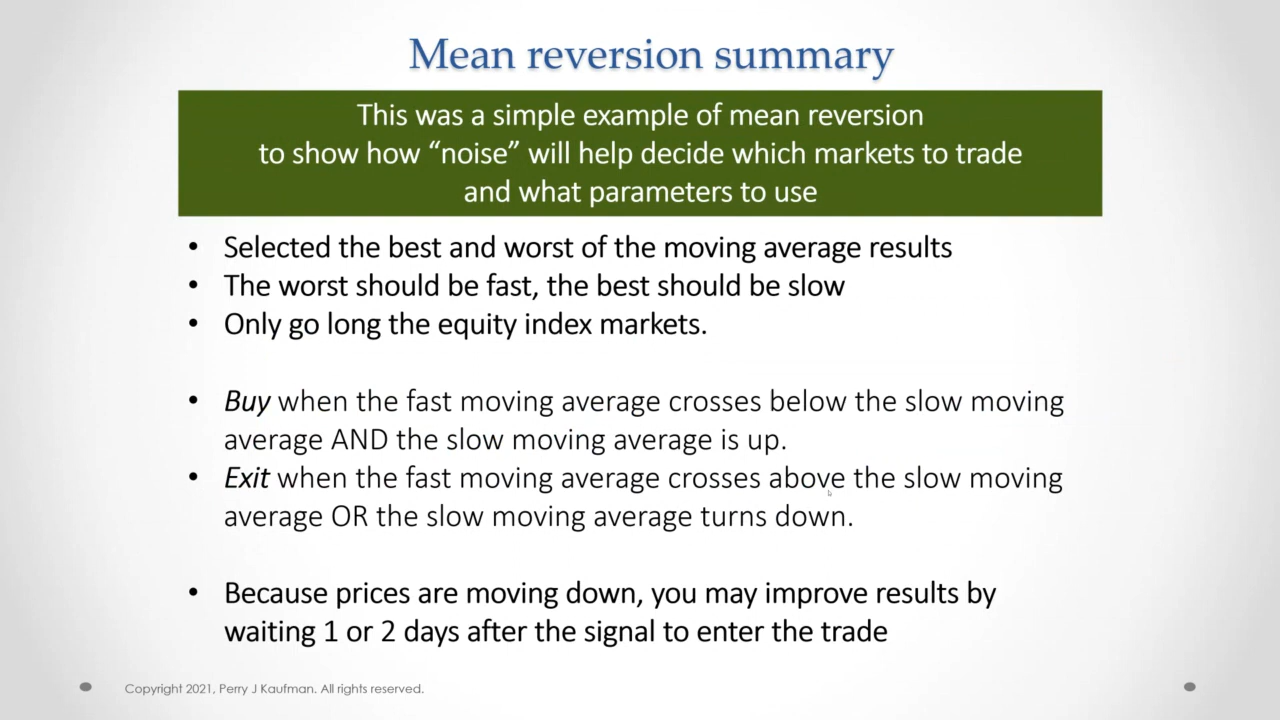 Mean reversion summary
This was a simple example of mean reversion
to show how “noise” will help decide which markets to trade
and what parameters to use
• Selected the best and worst of the moving average results
• The worst should be fast, the best should be slow
• Only go long the equity index markets.
• Buy when the fast moving average crosses below the slow moving
average AND the slow moving average is up.
• Exit when the fast moving average crosses above the slow moving
average OR the slow moving average turns down.
• Because prices are moving down, you may improve results by
waiting 1 or 2 days after the signal to enter the trade
Copyright 2021, Perry J Kaufman. All rights reserved.